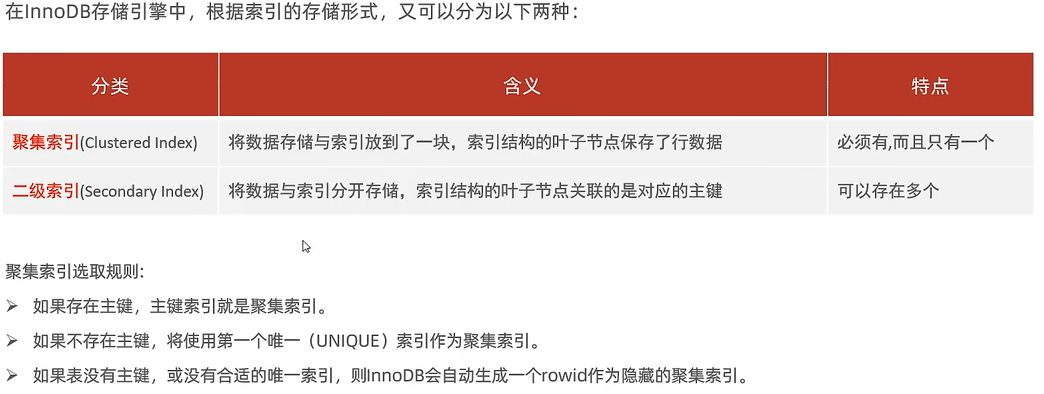 在InnoDB存储引擎中，根据索引的存储形式，又可以分为以下两种：
分类 含义 特点
聚集索引(Clustered Index) 将数据存储与索引放到了一块，索引结构的叶子节点保存了行数据 必须有,而且只有一个
二级索引(Secondary Index) 将数据与索引分开存储，索引结构的叶子节点关联的是对应的主键 可以存在多个
聚集索引选取规则:
➢ 如果存在主键，主键索引就是聚集索引。
➢ 如果不存在主键，将使用第一个唯一（UNIQUE）索引作为聚集索引。
➢ 如果表没有主键，或没有合适的唯一索引，则InnoDB会自动生成一个rowid作为隐藏的聚集索引。